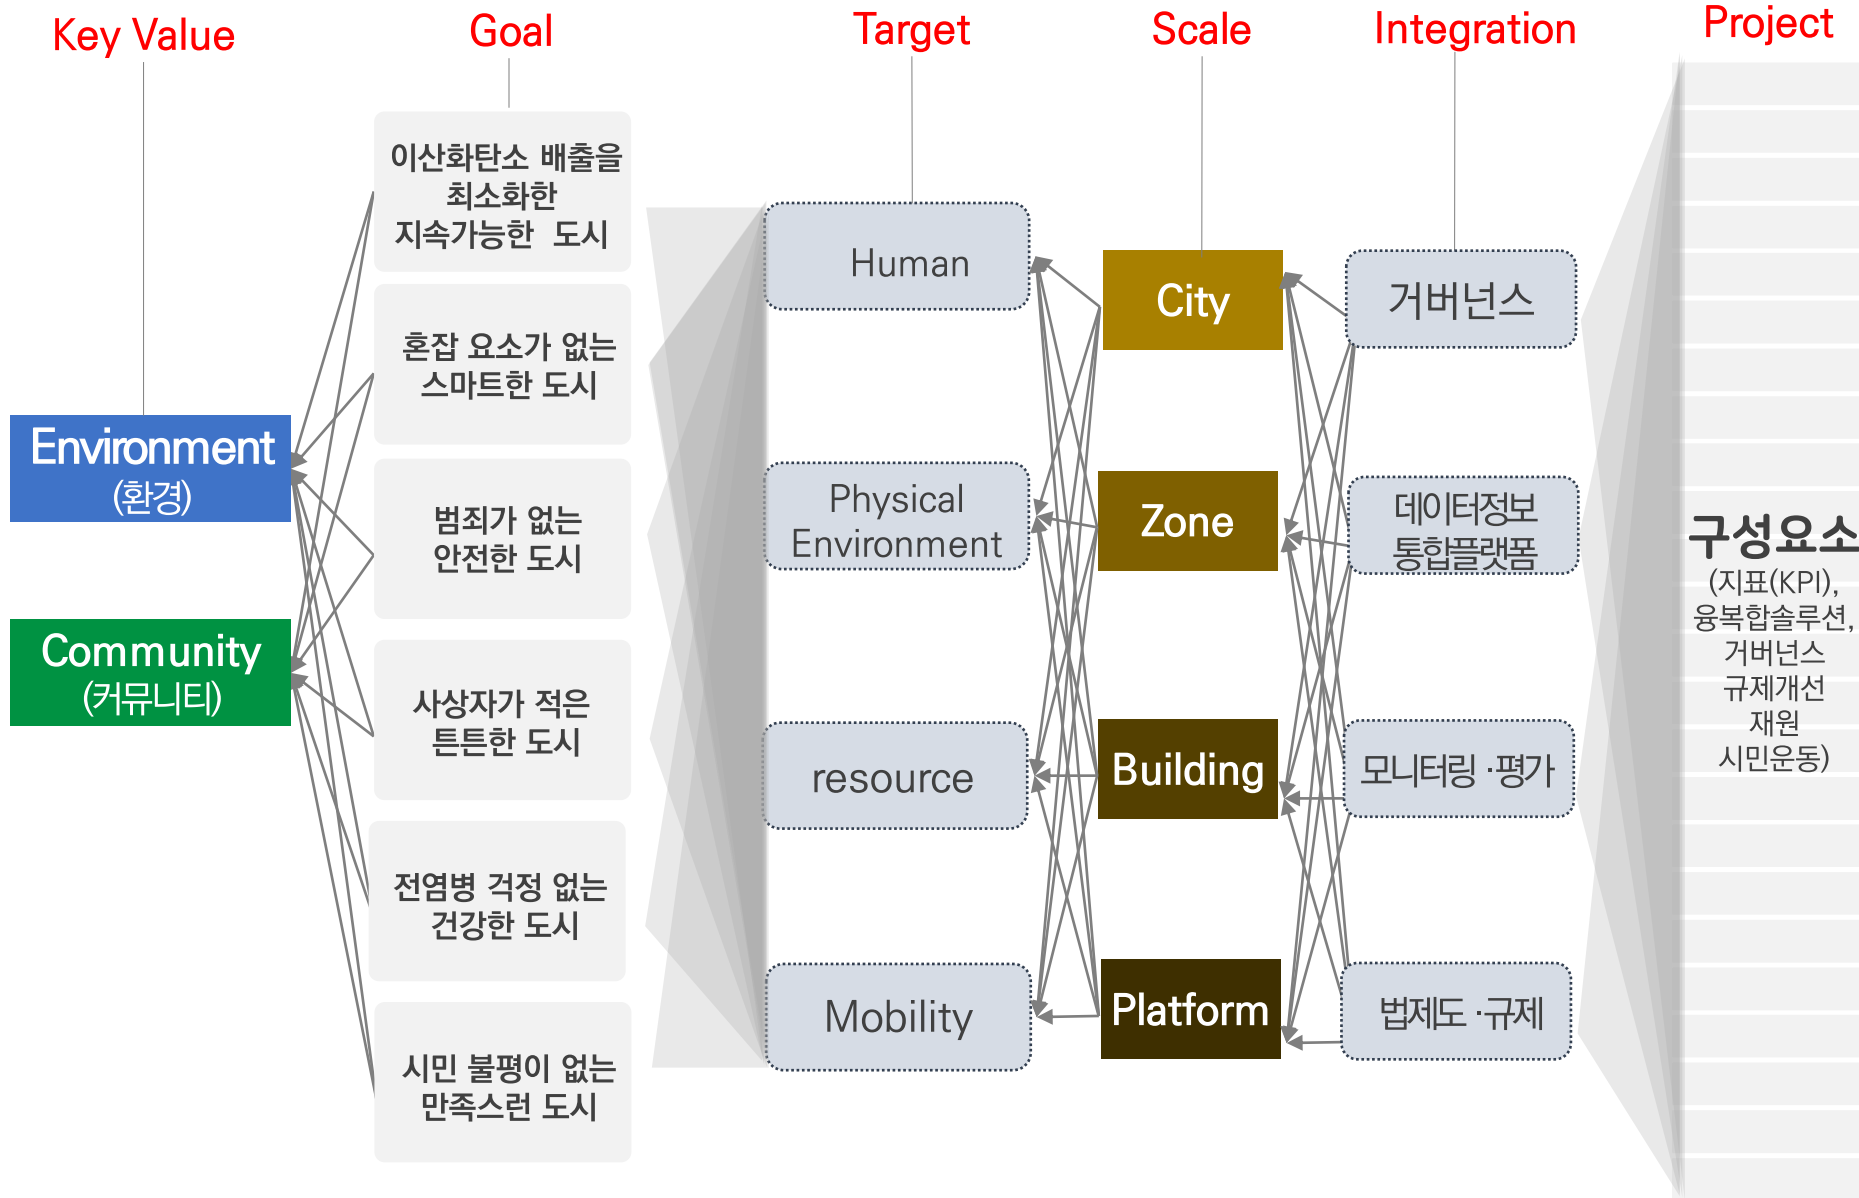 Key Value
Goal
Target
Scale
Integration
Project
Environment
(환경)
Community
(커뮤니티)
이산화탄소 배출을
최소화한
지속가능한 도시
혼잡 요소가 없는
스마트한 도시
범죄가 없는
안전한 도시
사상자가 적은
튼튼한 도시
전염병 걱정 없는
건강한 도시
시민 불평이 없는
만족스런 도시
Human
Physical
Environment
resource
Mobility
City
Zone
Building
Platform
거버넌스
데이터정보
통합플랫폼
모니터링 ·평가
법제도 ·규제
구성요소
(지표(KPI),
융복합솔루션,
거버넌스
규제개선
재원
시민운동)